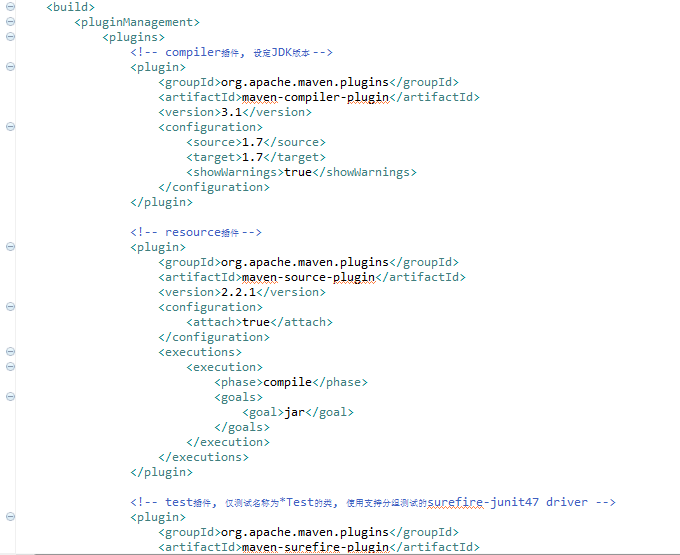 <build>
<pluginManagement>
<plugins>
<!-- compiler插件, 设定JDK版本 -->
<plugin>
<groupId>org.apache.maven.plugins</groupId>
<artifactId>maven-compiler-plugin</artifactId>
<version>3.1</version>
<configuration>
<source>1.7</source>
<target>1.7</target>
<showWarnings>true</showWarnings>
</configuration>
</plugin>
<!-- resource插件 -->
<plugin>
<groupId>org.apache.maven.plugins</groupId>
<artifactId>maven-source-plugin</artifactId>
<version>2.2.1</version>
<configuration>
<attach>true</attach>
</configuration>
<executions>
<execution>
<phase>compile</phase>
<goals>
<goal>jar</goal>
</goals>
</execution>
</executions>
</plugin>
<!-- test插件, 仅测试名称为*Test的类, 使用支持分组测试的surefire-junit47 driver -->
<plugin>
<groupId>org.apache.maven.plugins</groupId>
<artifactId>maven-surefire-plugin</artifactId>